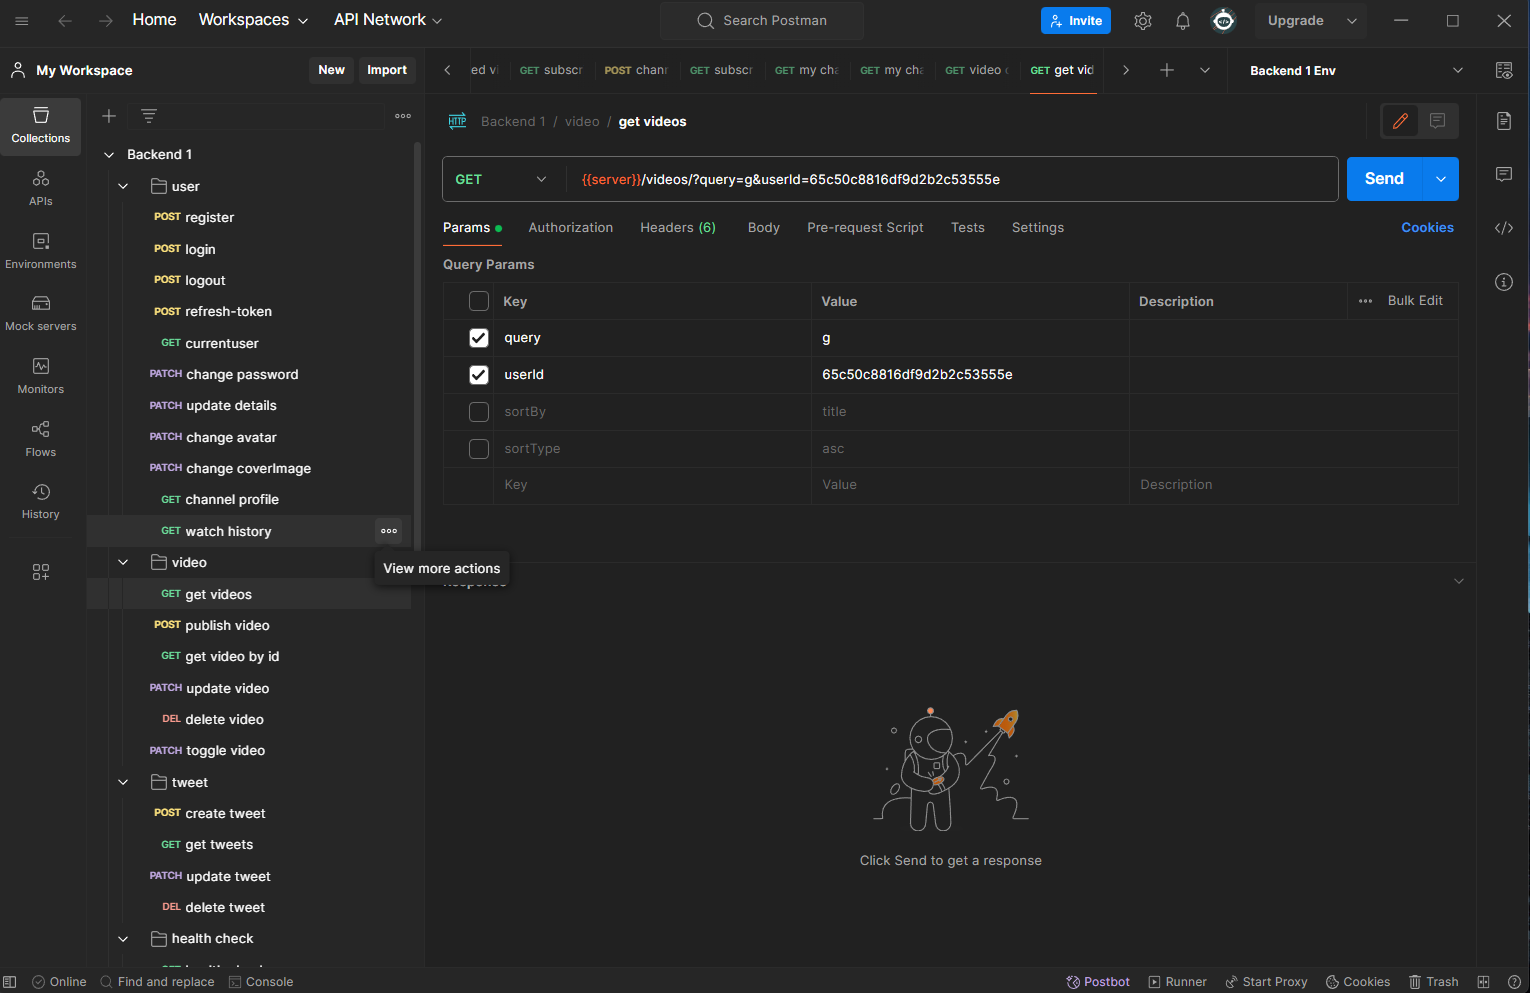 Home Workspaces API Network Search Postman Invite Upgrade
My Workspace New Import ed vi GET subscr POST chan GET subscr GET my cha GET my cha GET video GET get vid Backend 1 Env
Collections
APIs
Environments
Mock servers
Monitors
Flows
History
Backend 1
user
POST register
POST login
POST logout
POST refresh-token
GET currentuser
PATCH change password
PATCH update details
PATCH change avatar
PATCH change coverImage
GET channel profile
GET watch history
View more actions
video
GET get videos
POST publish video
GET get video by id
PATCH update video
DEL delete video
PATCH toggle video
tweet
POST create tweet
GET get tweets
PATCH update tweet
DEL delete tweet
health check
HTTP Backend 1 / video / get videos
GET {{server}}/videos/?query=g&userId=65c50c8816df9d2b2c53555e Send
Params Authorization Headers (6) Body Pre-request Script Tests Settings Cookies
Query Params
Key Value Description Bulk Edit
query g
userId 65c50c8816df9d2b2c53555e
sortBy title
sortType asc
Key Value Description
Click Send to get a response
Online Find and replace Console Postbot Runner Start Proxy Cookies Trash